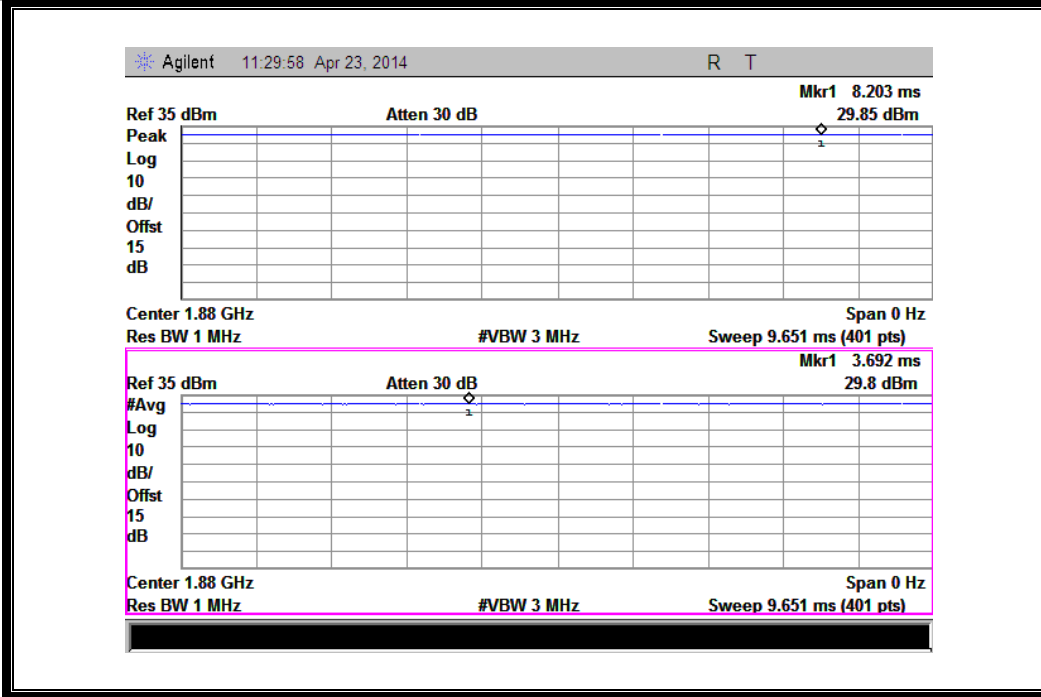 Agilent 11:29:58 Apr 23, 2014 R T
Mkr1 8.203 ms
Ref 35 dBm Atten 30 dB 29.85 dBm
Peak
Log
10
dB/
Offst
15
dB
1
Center 1.88 GHz Span 0 Hz
Res BW 1 MHz #VBW 3 MHz Sweep 9.651 ms (401 pts)
Mkr1 3.692 ms
Ref 35 dBm Atten 30 dB 29.8 dBm
#Avg
Log
10
dB/
Offst
15
dB
1
Center 1.88 GHz Span 0 Hz
Res BW 1 MHz #VBW 3 MHz Sweep 9.651 ms (401 pts)